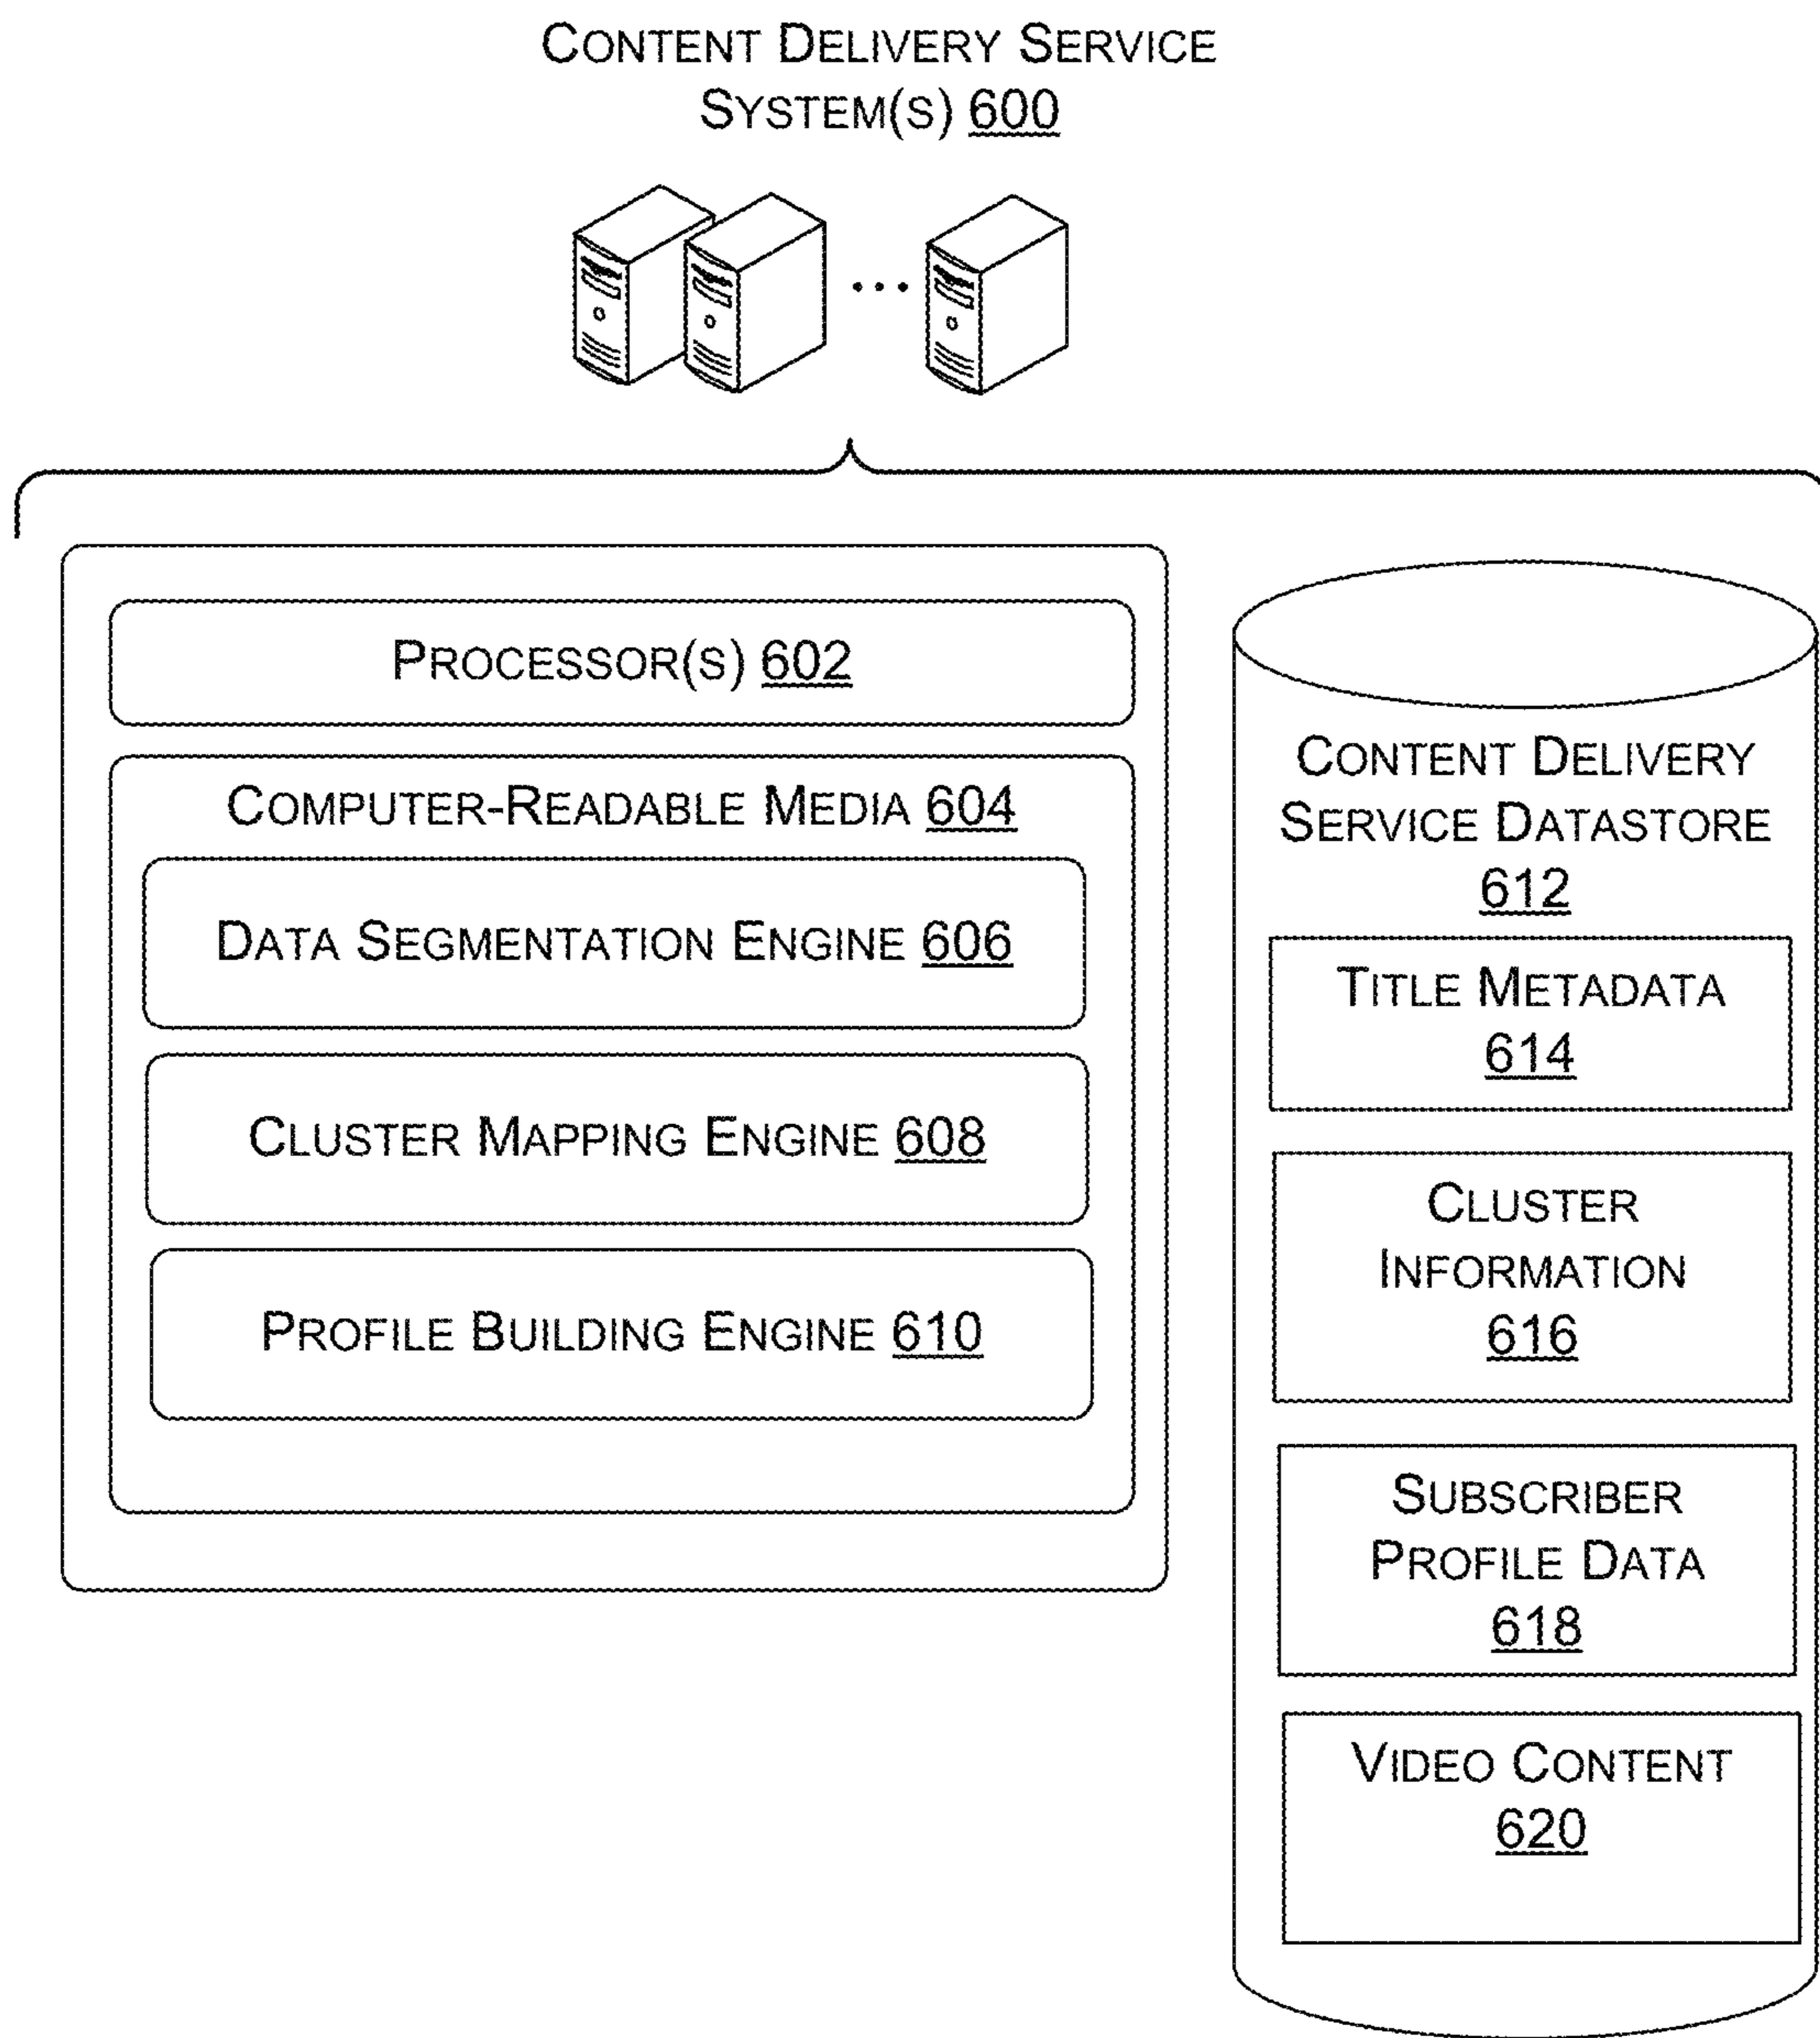 CONTENT DELIVERY SERVICE
SYSTEM(S) 600
PROCESSOR(S) 602
COMPUTER-READABLE MEDIA 604
DATA SEGMENTATION ENGINE 606
CLUSTER MAPPING ENGINE 608
PROFILE BUILDING ENGINE 610
CONTENT DELIVERY
SERVICE DATASTORE
612
TITLE METADATA
614
CLUSTER
INFORMATION
616
SUBSCRIBER
PROFILE DATA
618
VIDEO CONTENT
620